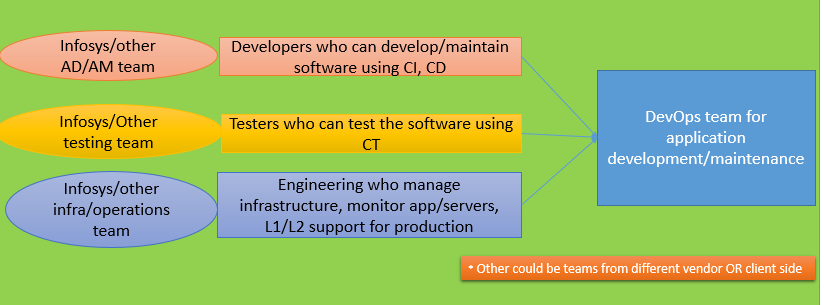 Infosys/other
AD/AM team
Developers who can develop/maintain
software using CI, CD
Infosys/Other
testing team
Testers who can test the software using
CT
Infosys/other
infra/operations
team
Engineering who manage
infrastructure, monitor app/servers,
L1/L2 support for production
DevOps team for
application
development/maintenance
* Other could be teams from different vendor OR client side